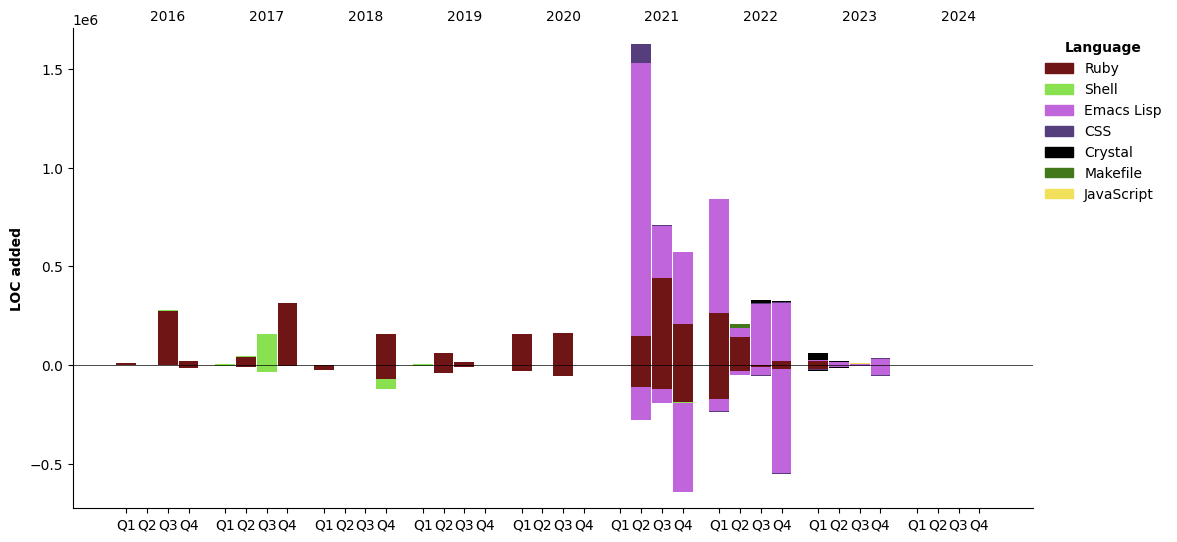 1e6
2016 2017 2018 2019 2020 2021 2022 2023 2024
Language
Ruby
Shell
Emacs Lisp
CSS
Crystal
Makefile
JavaScript
LOC added
1.5
1.0
0.5
0.0
−0.5
Q1 Q2 Q3 Q4 Q1 Q2 Q3 Q4 Q1 Q2 Q3 Q4 Q1 Q2 Q3 Q4 Q1 Q2 Q3 Q4 Q1 Q2 Q3 Q4 Q1 Q2 Q3 Q4 Q1 Q2 Q3 Q4 Q1 Q2 Q3 Q4